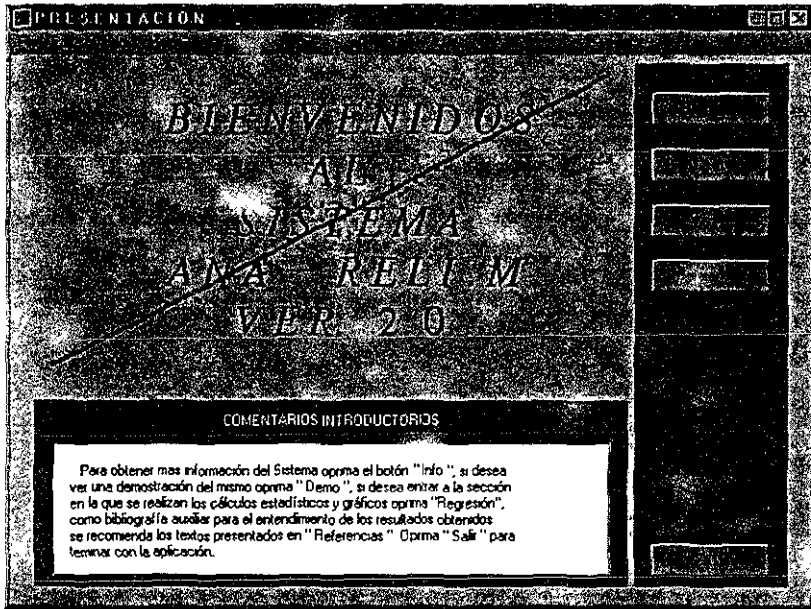 PRESENTACIÓN
BIENVENIDOS
AL
SISTEMA
ANA RELIM
VER 2.0
COMENTARIOS INTRODUCTORIOS
Para obtener mas información del Sistema oprima el botón "Info", si desea
ver una demostración del mismo oprima "Demo", si desea entrar a la sección
en la que se realizan los cálculos estadísticos y gráficos oprima "Regresión",
como bibliografía auxiliar para el entendimiento de los resultados obtenidos
se recomienda los textos presentados en "Referencias". Oprima "Salir" para
terminar con la aplicación.